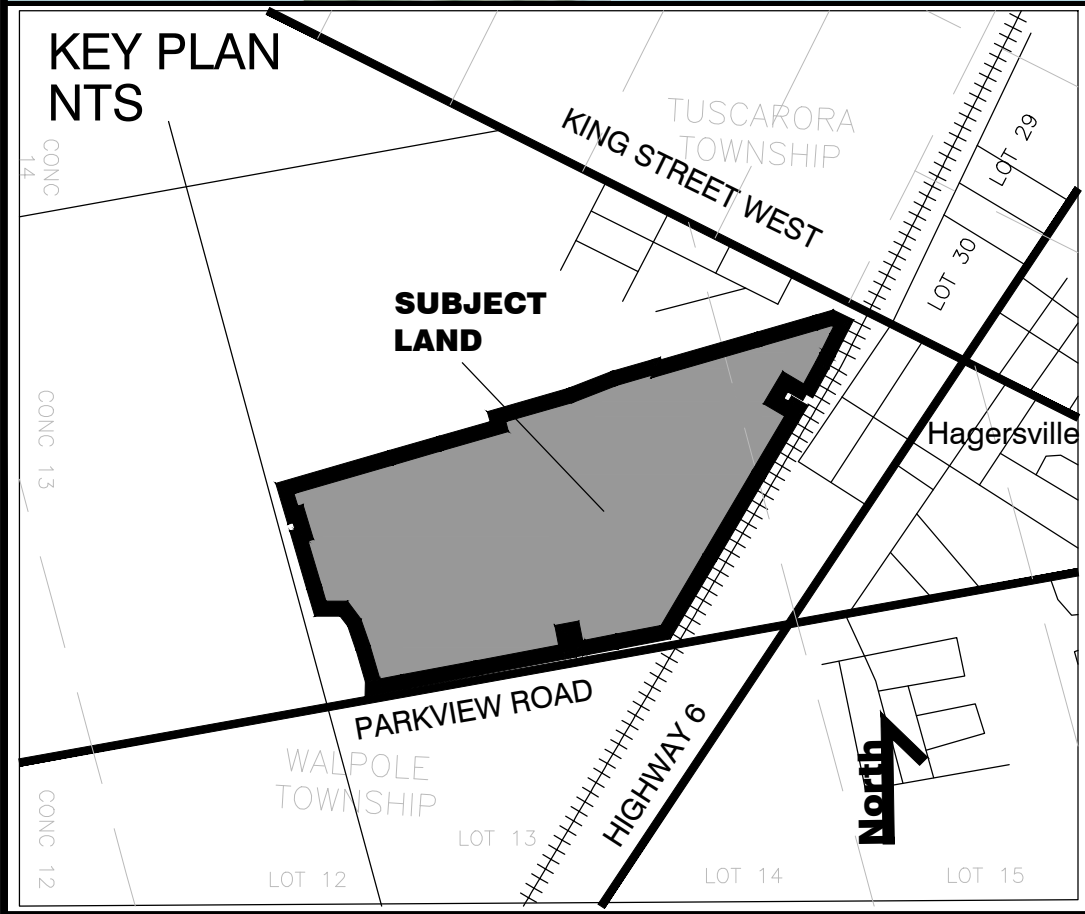 KEY PLAN
NTS
CONC
14
TUSCARORA
TOWNSHIP
KING STREET WEST
LOT 29
LOT 30
SUBJECT
LAND
CONC 13
Hagersville
PARKVIEW ROAD
WALPOLE
TOWNSHIP
HIGHWAY 6
North
CONC 12
LOT 13
LOT 12
LOT 14
LOT 15